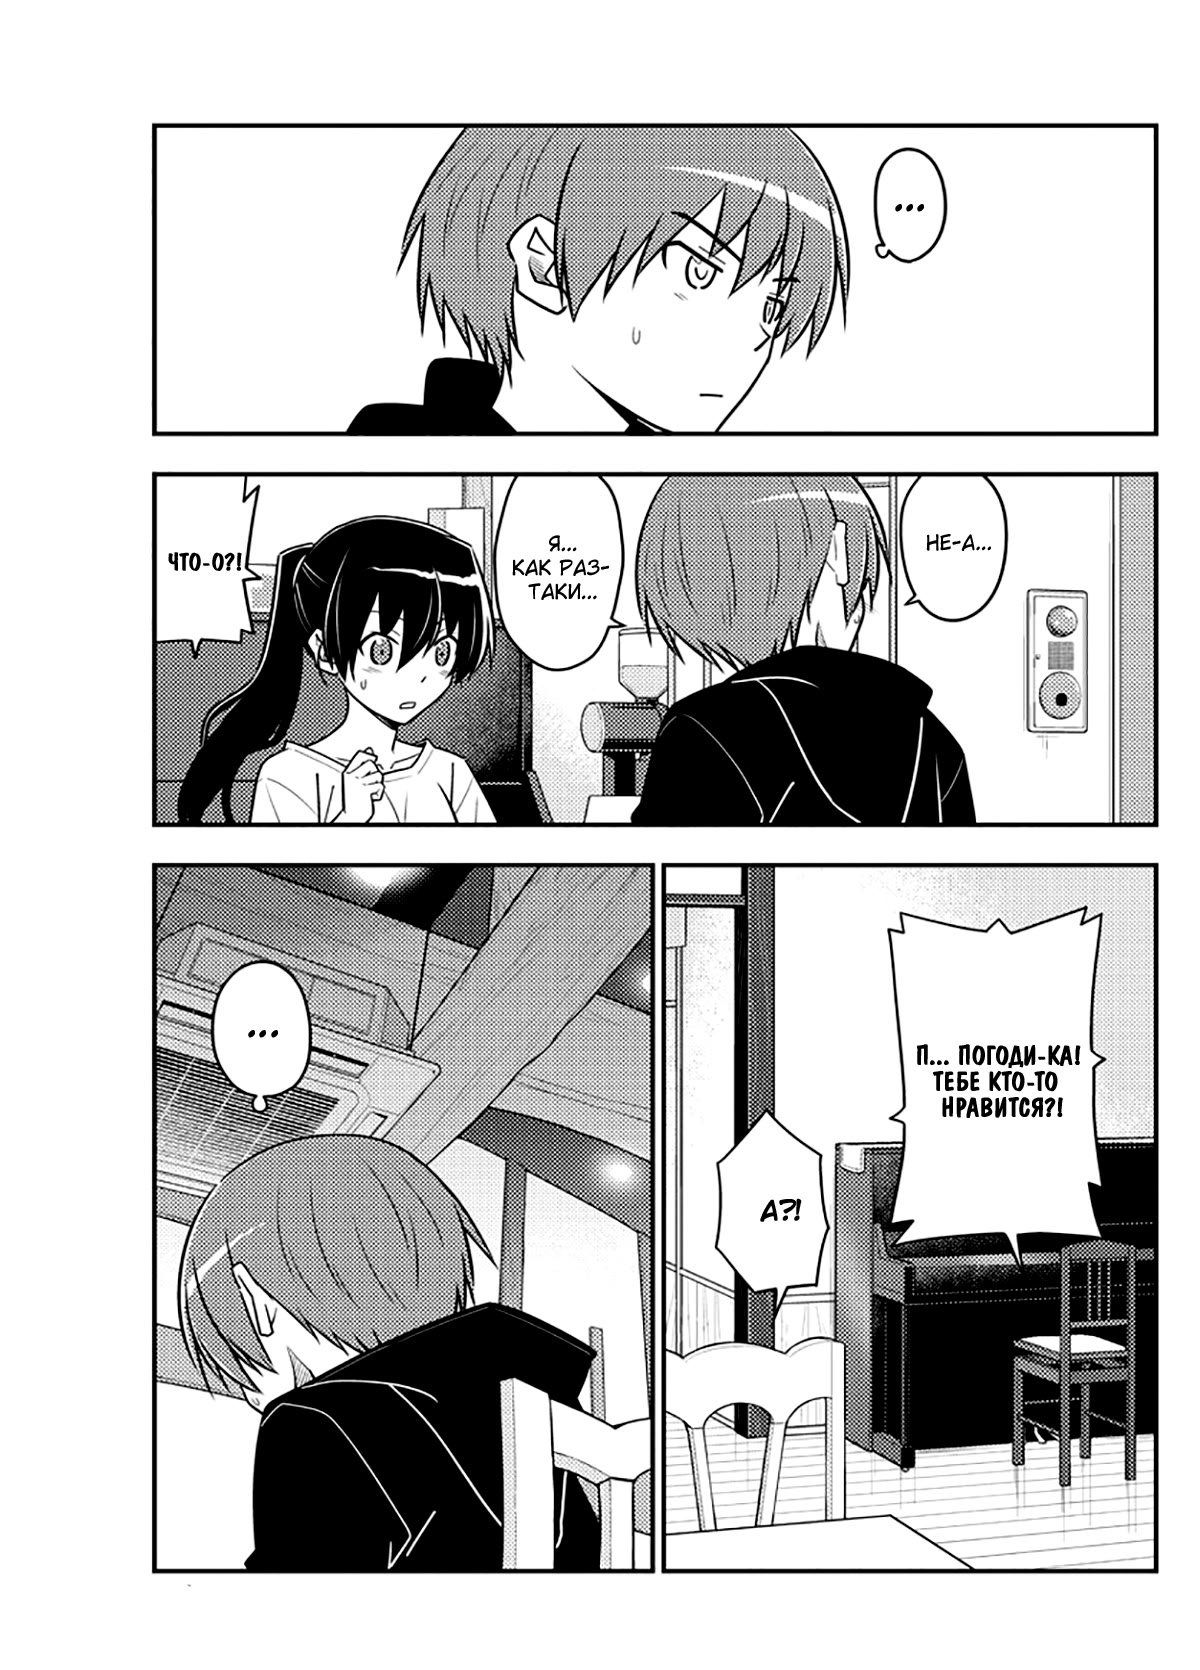 ...
НЕ-А...
Я...
КАК РАЗ-
ТАКИ...
ЧТО-О?!
П... ПОГОДИ-КА!
ТЕБЕ КТО-ТО
НРАВИТСЯ?!
А?!
...